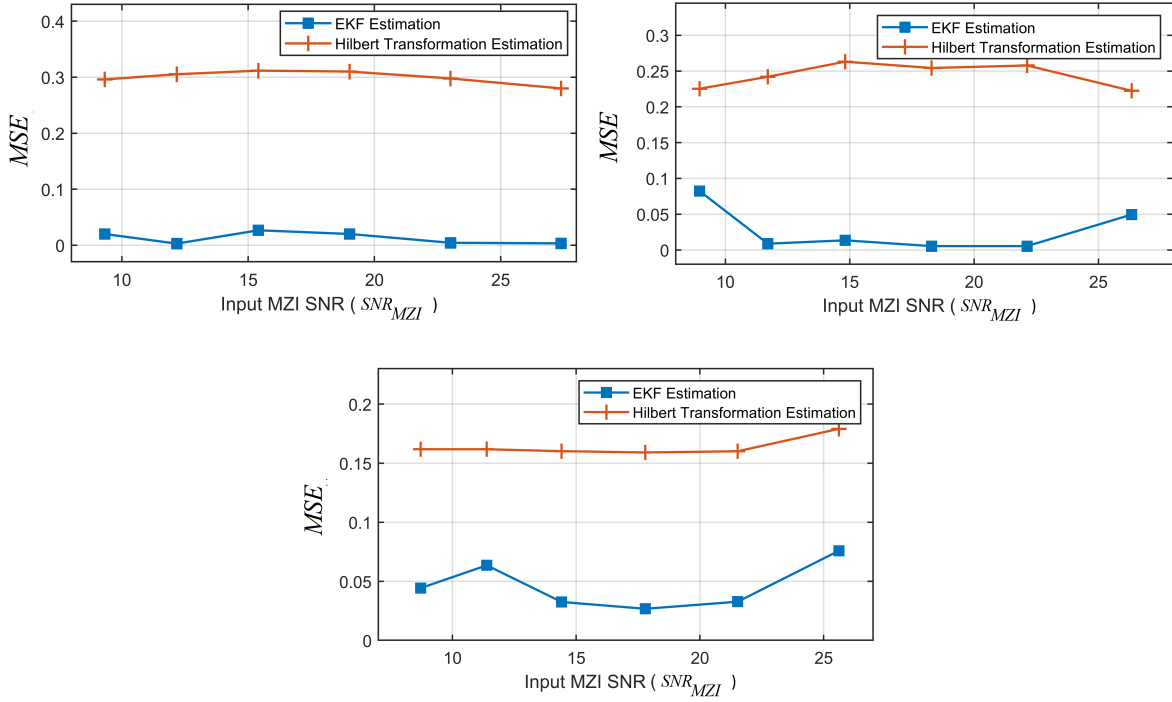 EKF Estimation
Hilbert Transformation Estimation
0.4
0.3
0.2
0.1
0
MSE
10
15
20
25
Input MZI SNR ( SNR_MZI )
EKF Estimation
Hilbert Transformation Estimation
0.3
0.25
0.2
0.15
0.1
0.05
0
MSE
10
15
20
25
Input MZI SNR ( SNR_MZI )
EKF Estimation
Hilbert Transformation Estimation
0.2
0.15
0.1
0.05
0
MSE
10
15
20
25
Input MZI SNR ( SNR_MZI )